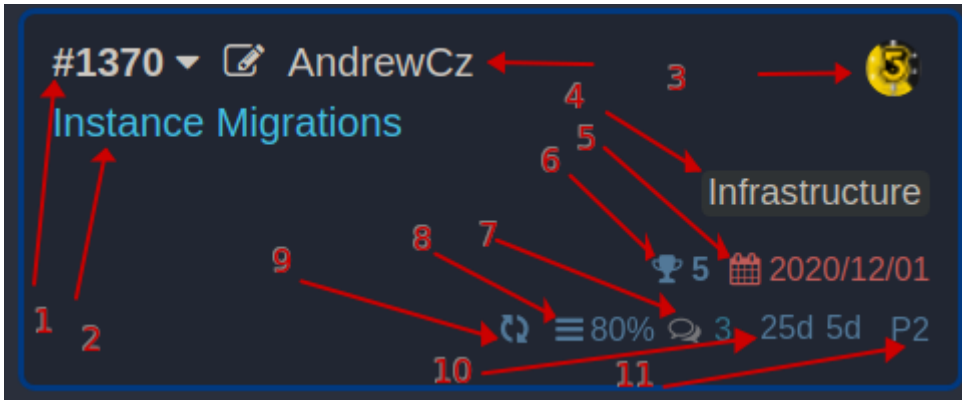 #1370 AndrewCz 3 5
Instance Migrations 4
5
6
Infrastructure
9 8 7
5 2020/12/01
1 2 80% 3 25d 5d P2
10 11